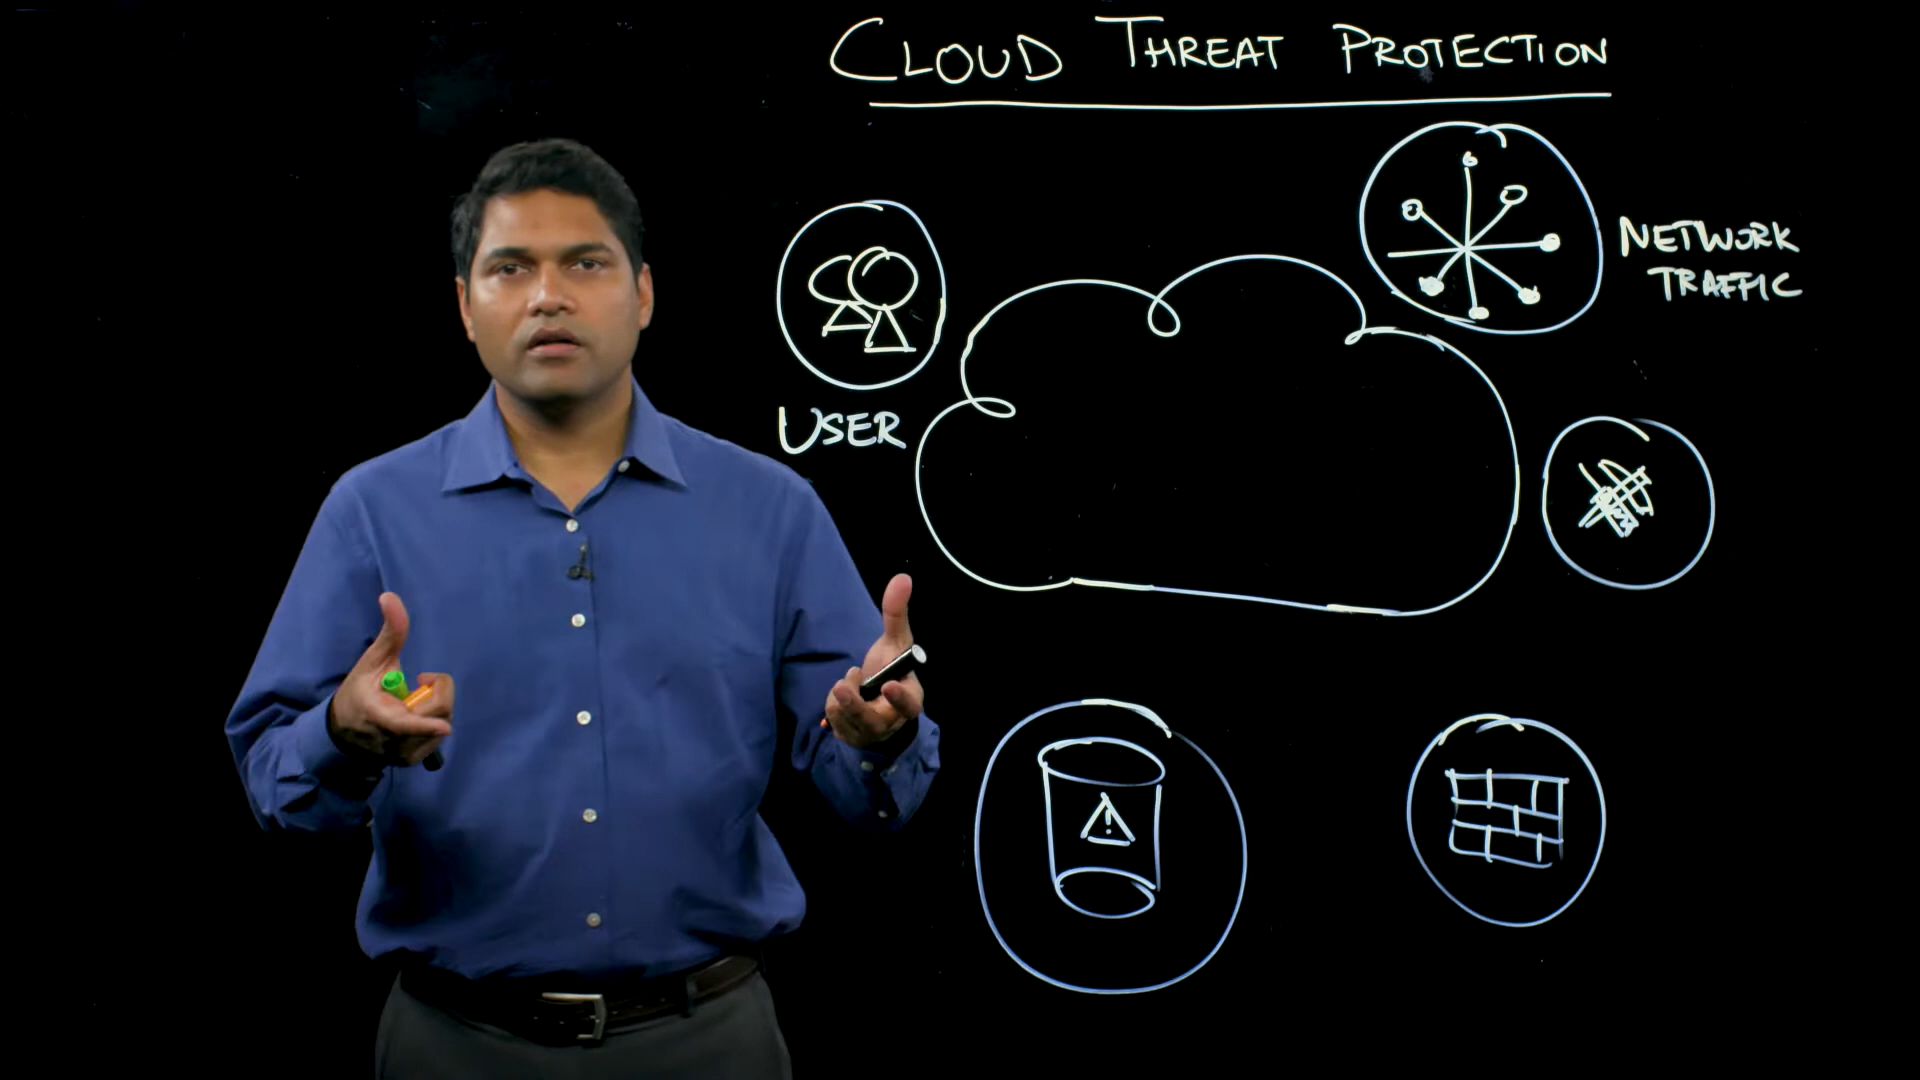 CLOUD THREAT PROTECTION
USER
NETWORK
TRAFFIC
!